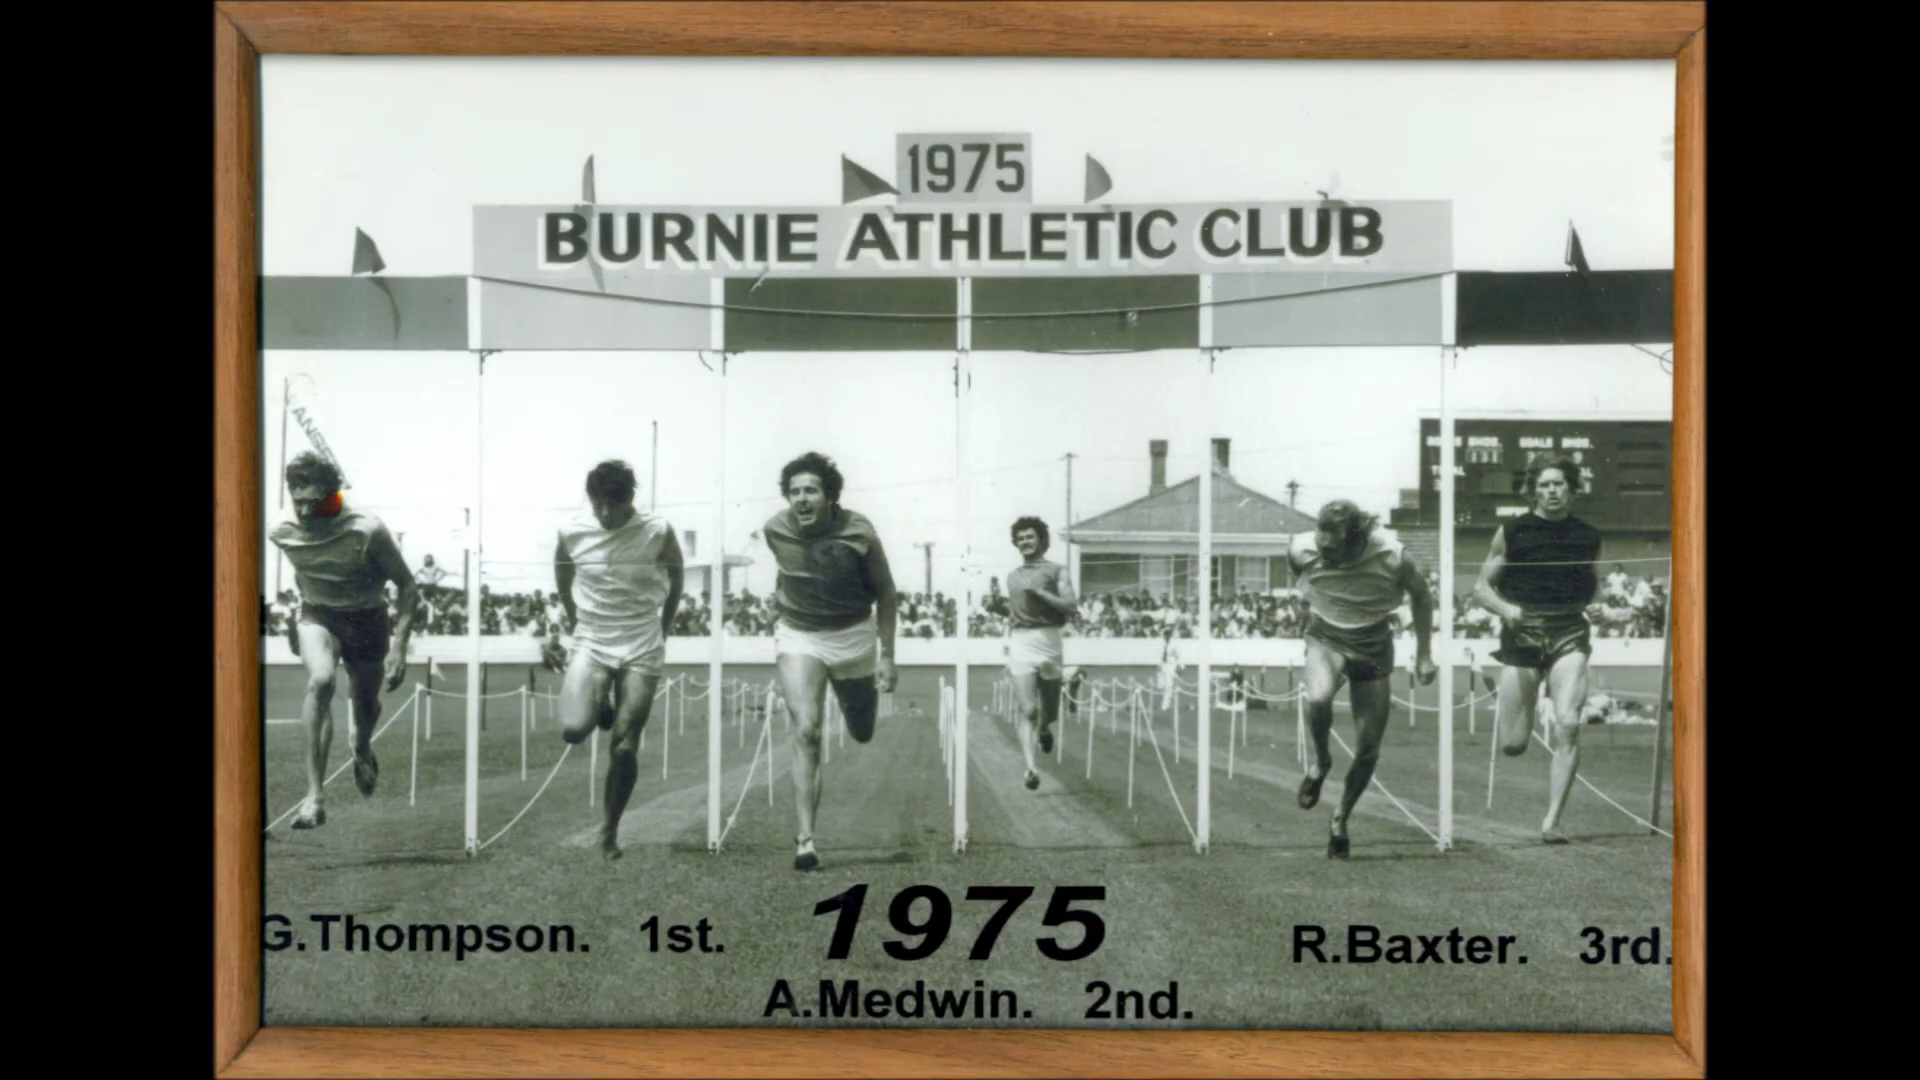 1975
BURNIE ATHLETIC CLUB
G.Thompson. 1st.
1975
R.Baxter. 3rd.
A.Medwin. 2nd.